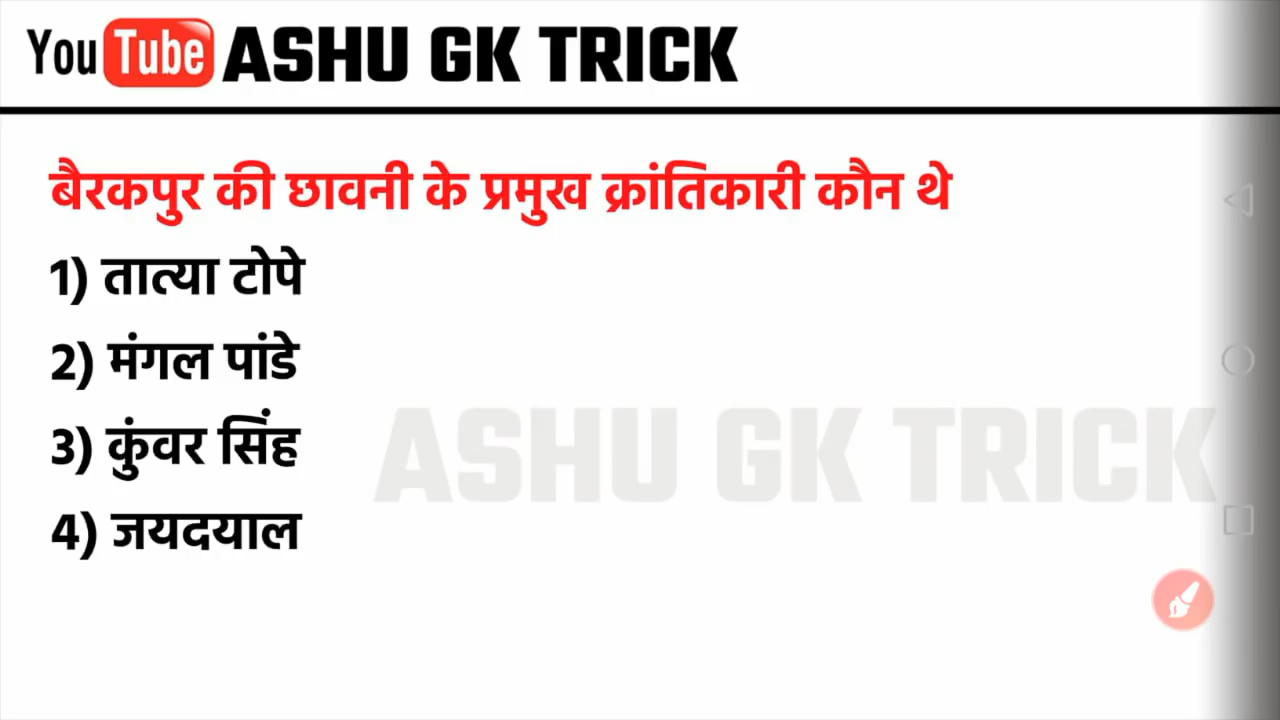 YouTube ASHU GK TRICK
बैरकपुर की छावनी के प्रमुख क्रांतिकारी कौन थे
1) तात्या टोपे
2) मंगल पांडे
3) कुंवर सिंह
4) जयदयाल
ASHU GK TRICK